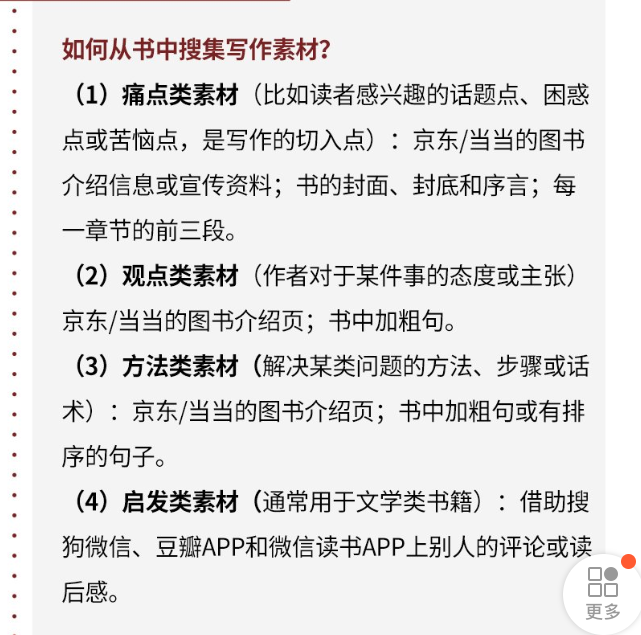 如何从书中搜集写作素材？
（1）痛点类素材（比如读者感兴趣的话题点、困惑
点或苦恼点，是写作的切入点）：京东/当当的图书
介绍信息或宣传资料；书的封面、封底和序言；每
一章节的前三段。
（2）观点类素材（作者对于某件事的态度或主张）
京东/当当的图书介绍页；书中加粗句。
（3）方法类素材（解决某类问题的方法、步骤或话
术）：京东/当当的图书介绍页；书中加粗句或有排
序的句子。
（4）启发类素材（通常用于文学类书籍）：借助搜
狗微信、豆瓣APP和微信读书APP上别人的评论或读
后感。
更多